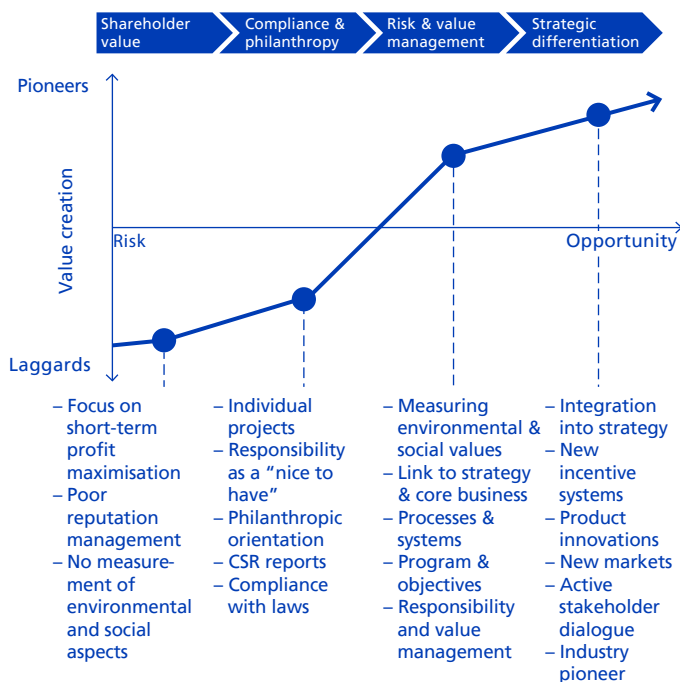 Shareholder
value
Compliance &
philanthropy
Risk & value
management
Strategic
differentiation
Pioneers
Value creation
Risk
Opportunity
Laggards
– Focus on
short-term
profit
maximisation
– Poor
reputation
management
– No measure-
ment of
environmental
and social
aspects
– Individual
projects
– Responsibility
as a “nice to
have”
– Philanthropic
orientation
– CSR reports
– Compliance
with laws
– Measuring
environmental &
social values
– Link to strategy
& core business
– Processes &
systems
– Program &
objectives
– Responsibility
and value
management
– Integration
into strategy
– New
incentive
systems
– Product
innovations
– New markets
– Active
stakeholder
dialogue
– Industry
pioneer